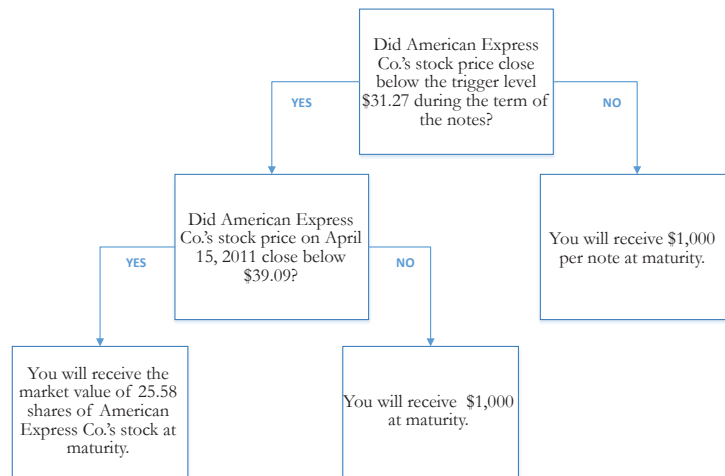 Did American Express
Co.'s stock price close
below the trigger level
$31.27 during the term of
the notes?
YES
NO
Did American Express
Co.'s stock price on April
15, 2011 close below
$39.09?
You will receive $1,000
per note at maturity.
YES
NO
You will receive the
market value of 25.58
shares of American
Express Co.'s stock at
maturity.
You will receive $1,000
at maturity.